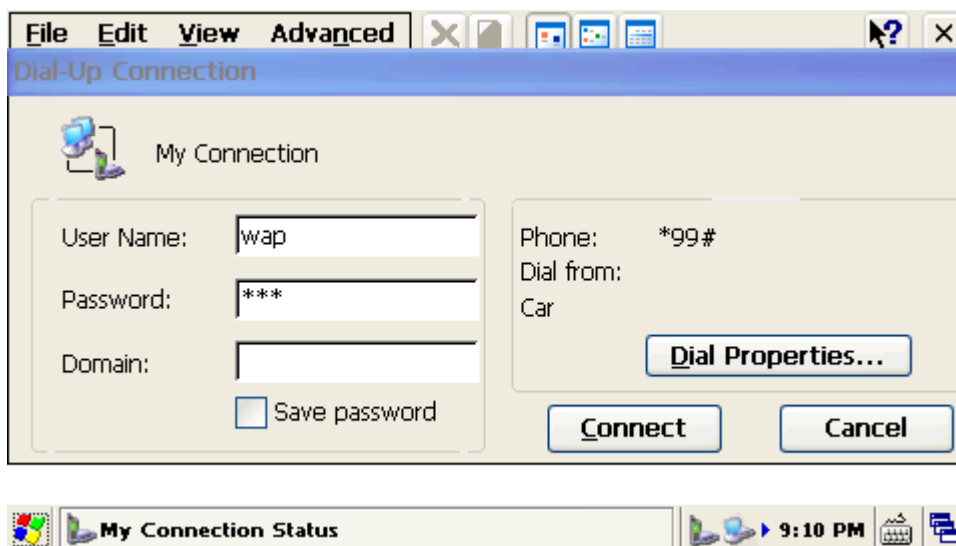 File Edit View Advanced ?
Dial-Up Connection
My Connection
User Name: wap
Password: ***
Domain:
Save password
Phone: *99#
Dial from:
Car
Dial Properties...
Connect Cancel
My Connection Status 9:10 PM